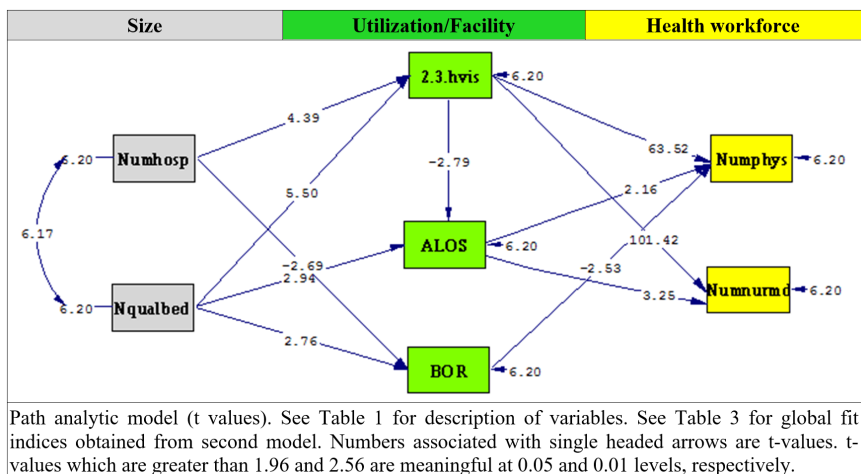 Size Utilization/Facility Health workforce
2.3.hvis 6.20
4.39
63.52
6.20 Numhosp -2.79 Numphys 6.20
2.16
5.50
6.17 ALOS 6.20 101.42
-2.69 -2.53
2.94 3.25 Numnurmd 6.20
6.20 Nqualbed
2.76
BOR 6.20
Path analytic model (t values). See Table 1 for description of variables. See Table 3 for global fit
indices obtained from second model. Numbers associated with single headed arrows are t-values. t-
values which are greater than 1.96 and 2.56 are meaningful at 0.05 and 0.01 levels, respectively.